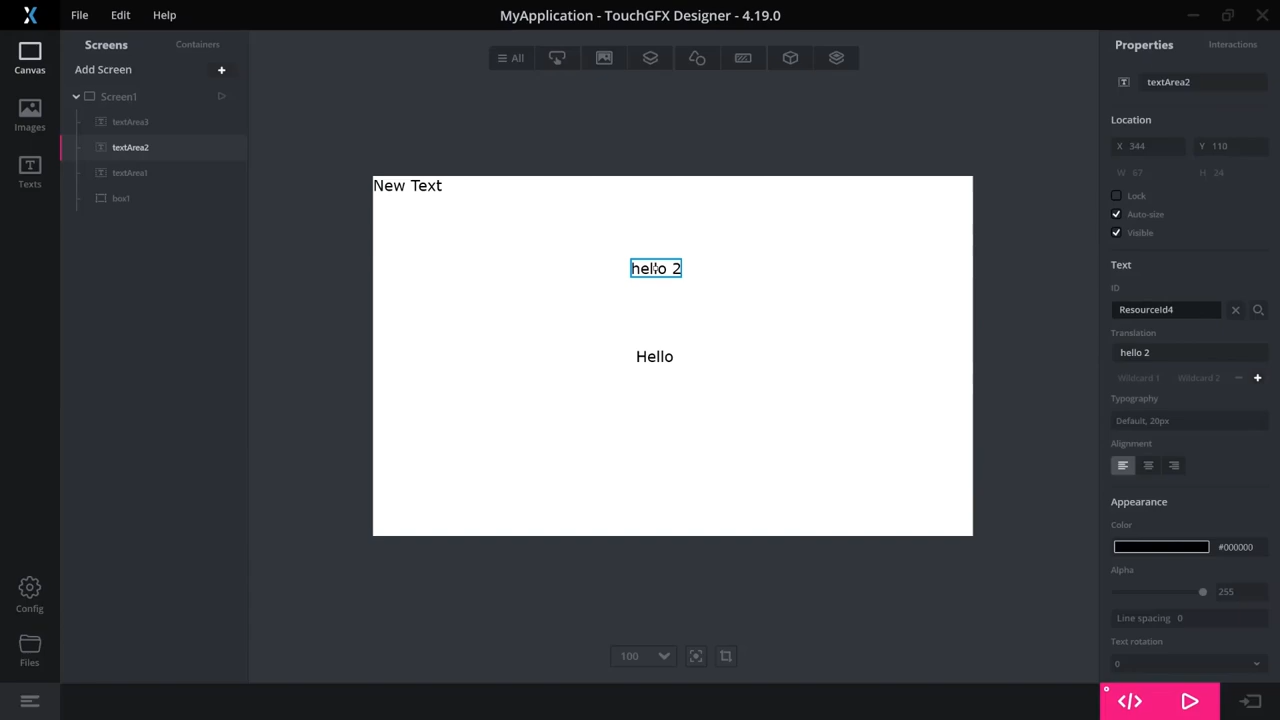 File Edit Help
MyApplication - TouchGFX Designer - 4.19.0
Canvas
Images
Texts
Config
Files
Screens Containers
Add Screen +
Screen1
textArea3
textArea2
textArea1
box1
All
New Text
hello 2
Hello
100
Properties Interactions
textArea2
Location
X 344 Y 110
W 67 H 24
Lock
Auto-size
Visible
Text
ID
ResourceId4
Translation
hello 2
Wildcard 1 Wildcard 2
Typography
Default, 20px
Alignment
Appearance
Color
#000000
Alpha
255
Line spacing 0
Text rotation
0